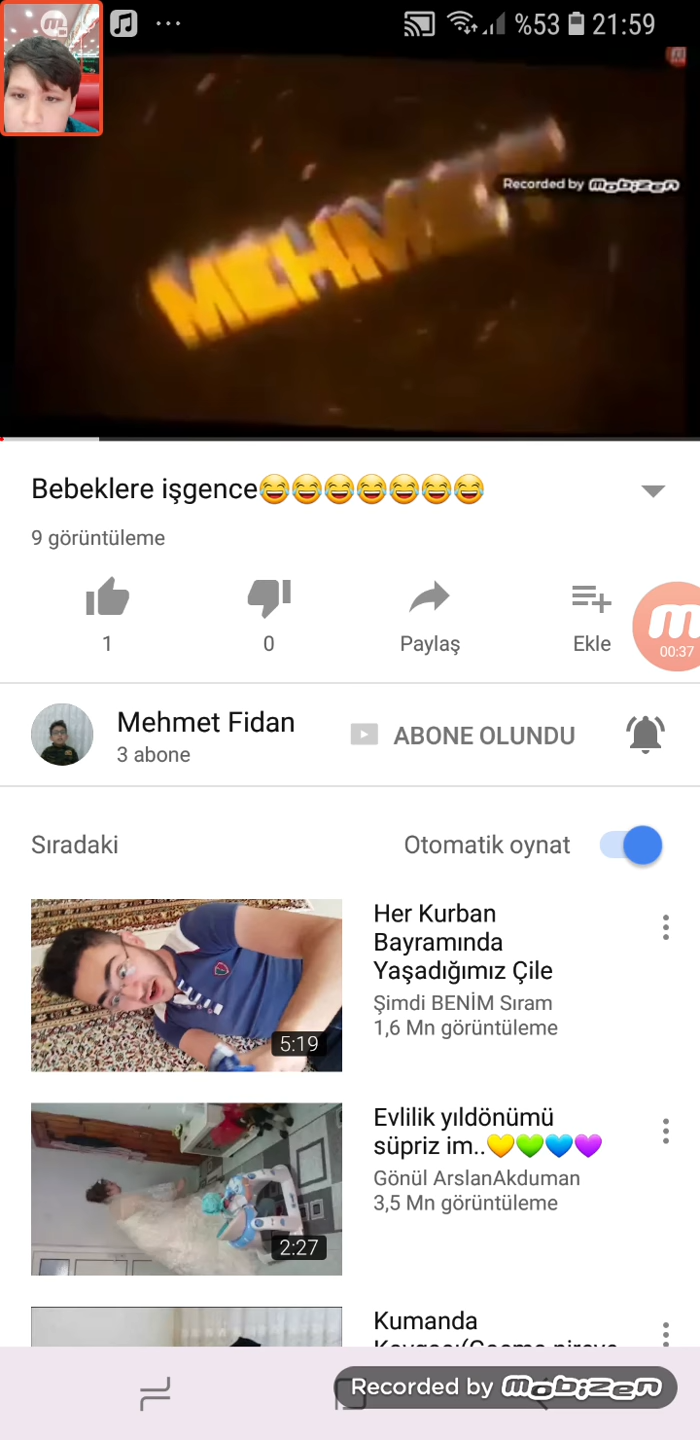 %53 21:59
Recorded by mobizen
MEHMET
Bebeklere işgence😂😂😂😂😂😂😂
9 görüntüleme
1
0
Paylaş
Ekle
m
00:37
Mehmet Fidan
3 abone
ABONE OLUNDU
Sıradaki
Otomatik oynat
Her Kurban
Bayramında
Yaşadığımız Çile
Şimdi BENİM Sıram
1,6 Mn görüntüleme
5:19
Evlilik yıldönümü
süpriz im..💛💚💙💜
Gönül ArslanAkduman
3,5 Mn görüntüleme
2:27
Kumanda
Recorded by mobizen